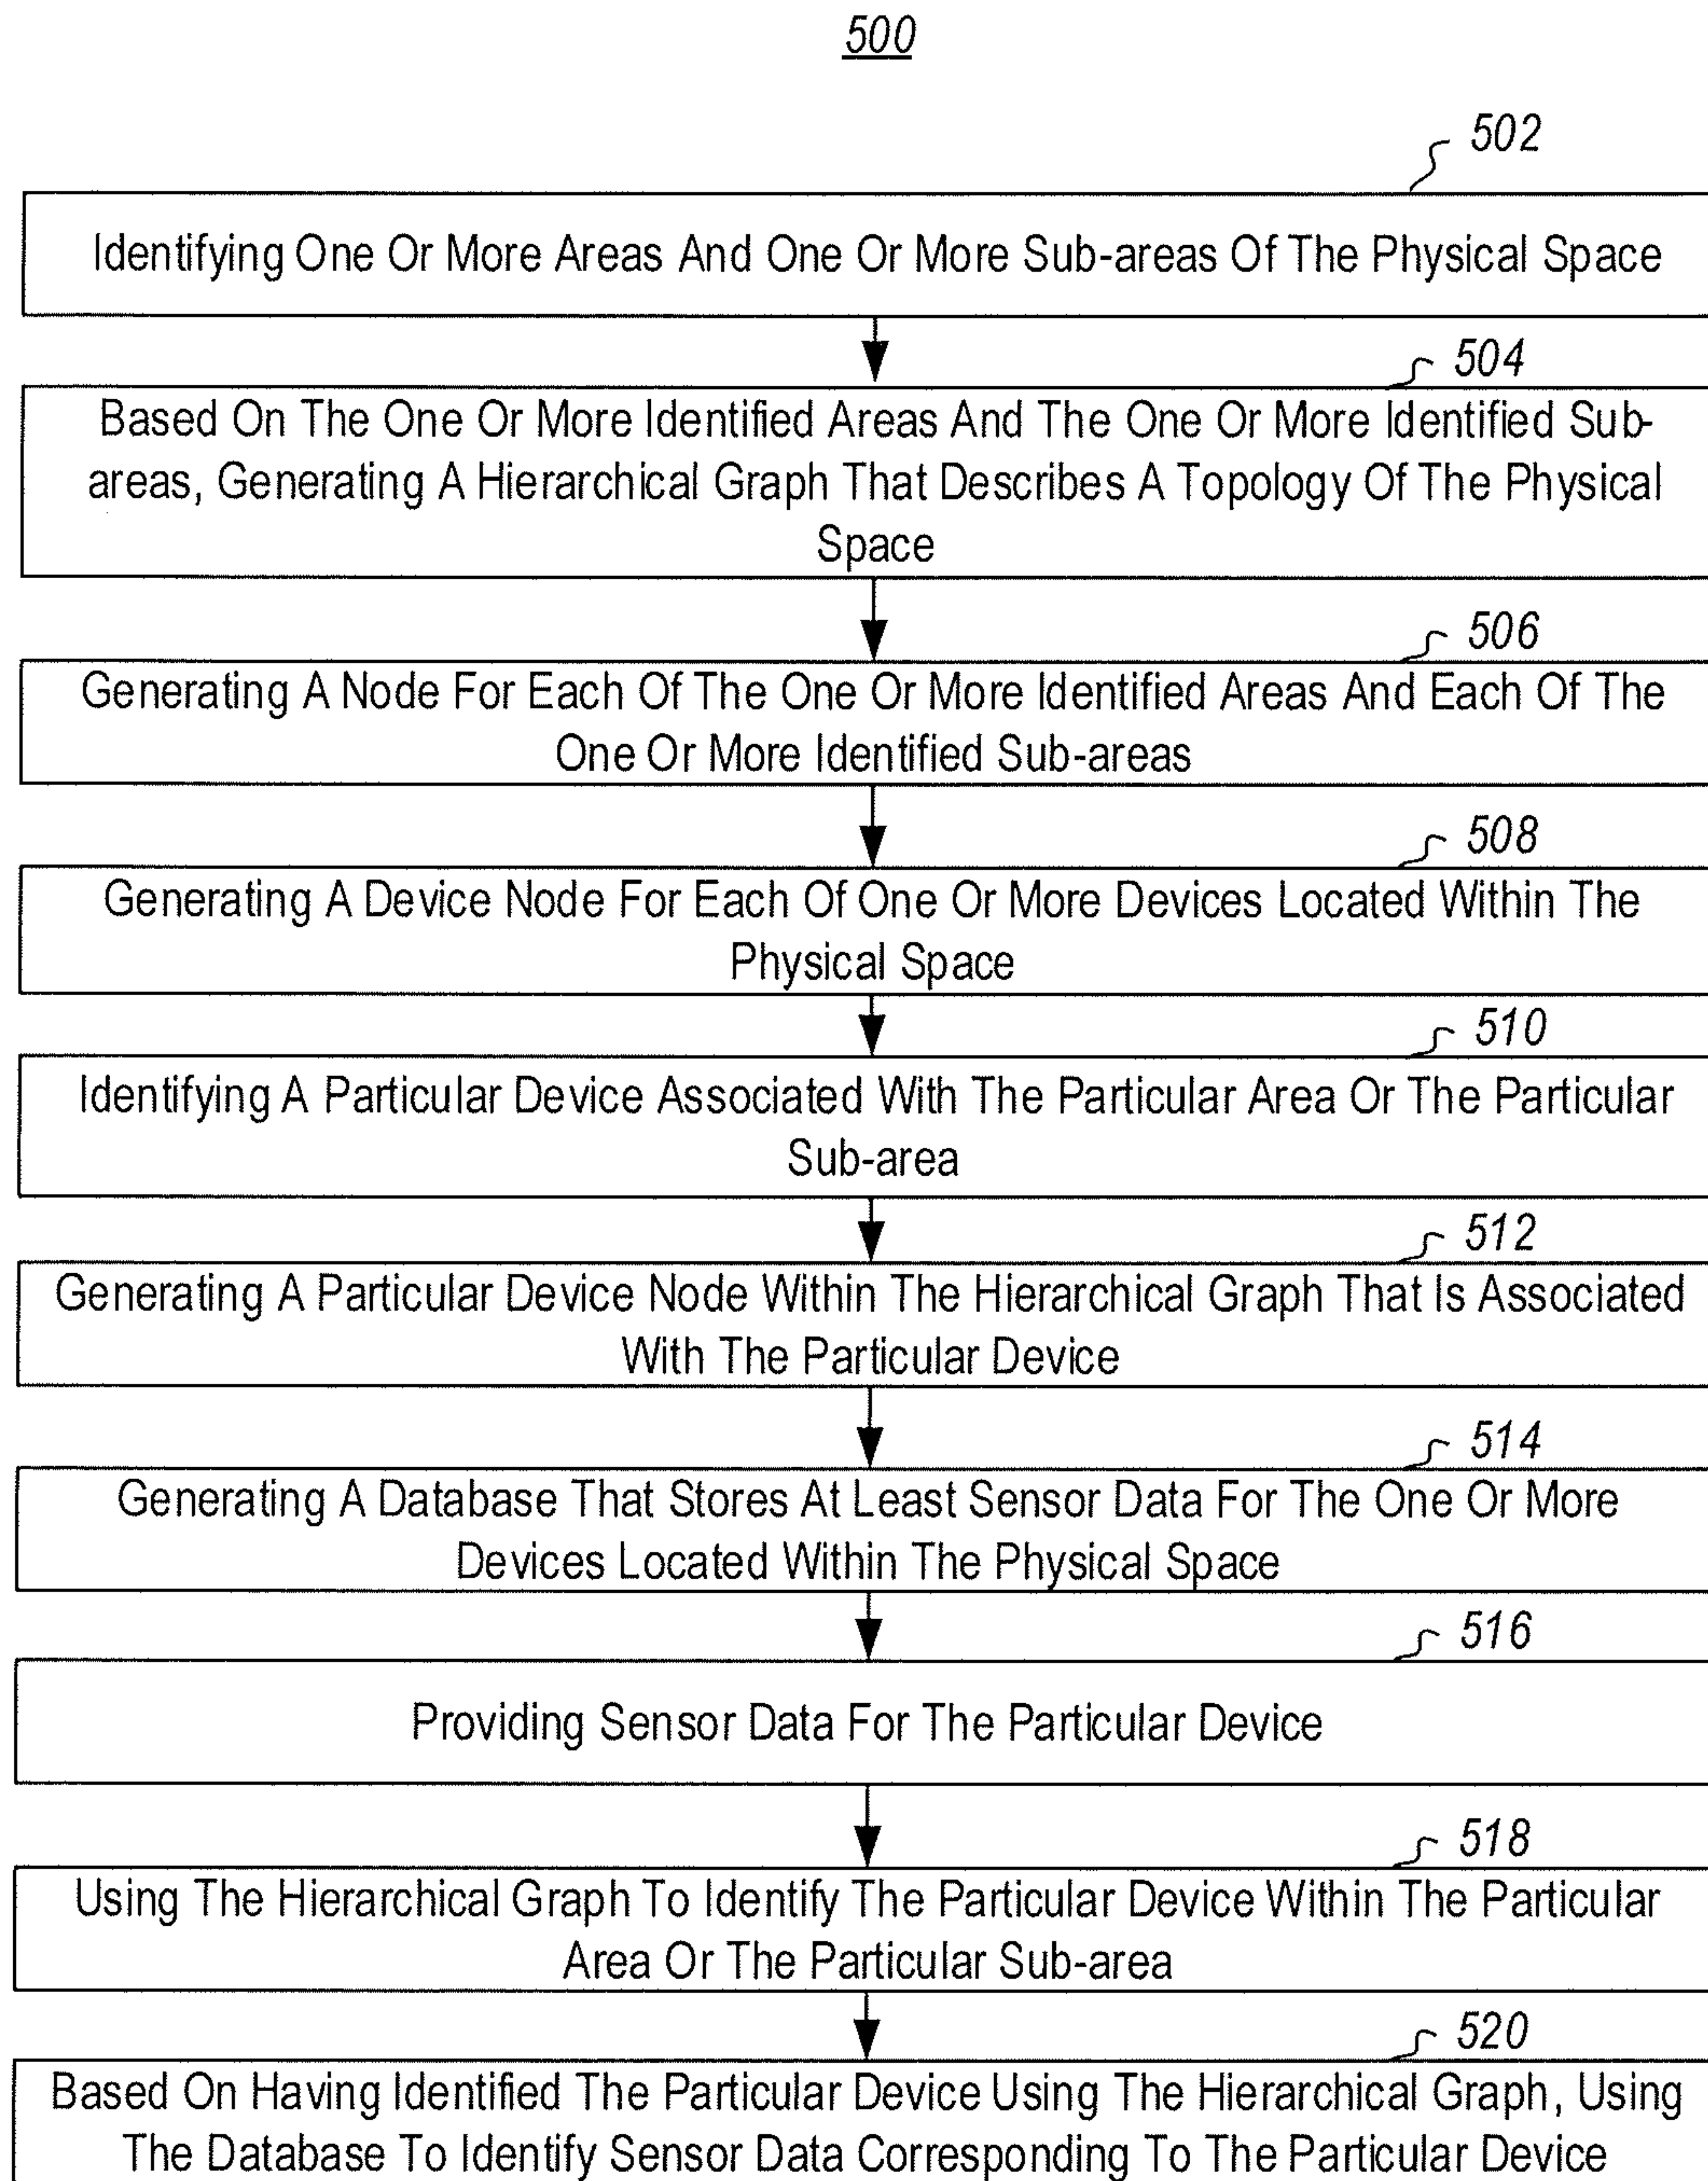 500
502
Identifying One Or More Areas And One Or More Sub-areas Of The Physical Space
504
Based On The One Or More Identified Areas And The One Or More Identified Sub-
areas, Generating A Hierarchical Graph That Describes A Topology Of The Physical
Space
506
Generating A Node For Each Of The One Or More Identified Areas And Each Of The
One Or More Identified Sub-areas
508
Generating A Device Node For Each Of One Or More Devices Located Within The
Physical Space
510
Identifying A Particular Device Associated With The Particular Area Or The Particular
Sub-area
512
Generating A Particular Device Node Within The Hierarchical Graph That Is Associated
With The Particular Device
514
Generating A Database That Stores At Least Sensor Data For The One Or More
Devices Located Within The Physical Space
516
Providing Sensor Data For The Particular Device
518
Using The Hierarchical Graph To Identify The Particular Device Within The Particular
Area Or The Particular Sub-area
520
Based On Having Identified The Particular Device Using The Hierarchical Graph, Using
The Database To Identify Sensor Data Corresponding To The Particular Device